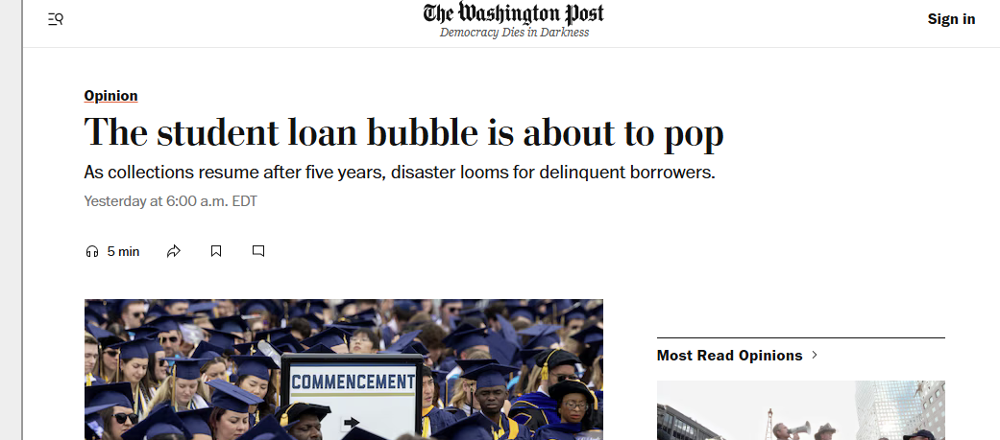 The Washington Post
Democracy Dies in Darkness
Sign in
Opinion
The student loan bubble is about to pop
As collections resume after five years, disaster looms for delinquent borrowers.
Yesterday at 6:00 a.m. EDT
5 min
Most Read Opinions
COMMENCEMENT